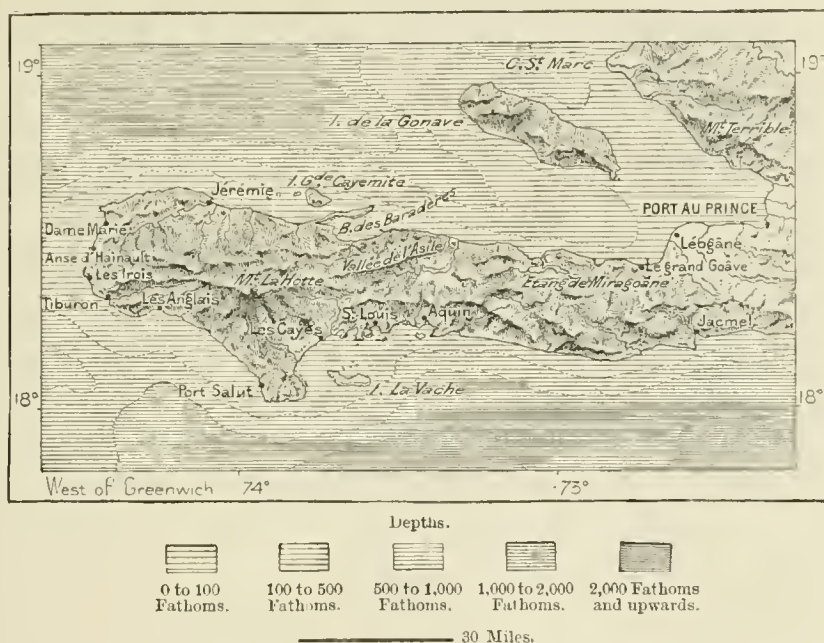 19°
19°
C. St. Marc
I. de la Gonave
Mt. Terrible
I. Gde Cayemite
Jérémie
B. des Baraderes
PORT AU PRINCE
Dame Marie
Léogâne
Anse d'Hainault
Vallée de l'Asile
Le grand Goâve
Les Irois
Mt. La Hotte
Etang de Miragoane
Tiburon
Les Anglais
St. Louis
Aquin
Les Cayes
Jacmel
Port Salut
I. La Vache
18°
18°
West of Greenwich 74° 73°
Depths.
0 to 100 Fathoms.
100 to 500 Fathoms.
500 to 1,000 Fathoms.
1,000 to 2,000 Fathoms.
2,000 Fathoms and upwards.
30 Miles.